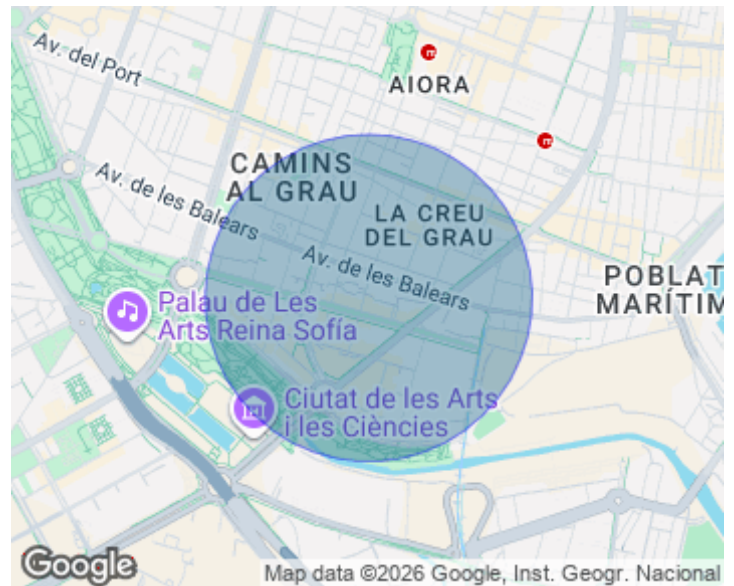 Av. del Port
AIORA
CAMINS
AL GRAU
Av. de les Balears
LA CREU
DEL GRAU
Av. de les Balears
POBLAT
MARÍTIM
Palau de Les
Arts Reina Sofía
Ciutat de les Arts
i les Ciències
Google
Map data ©2026 Google, Inst. Geogr. Nacional